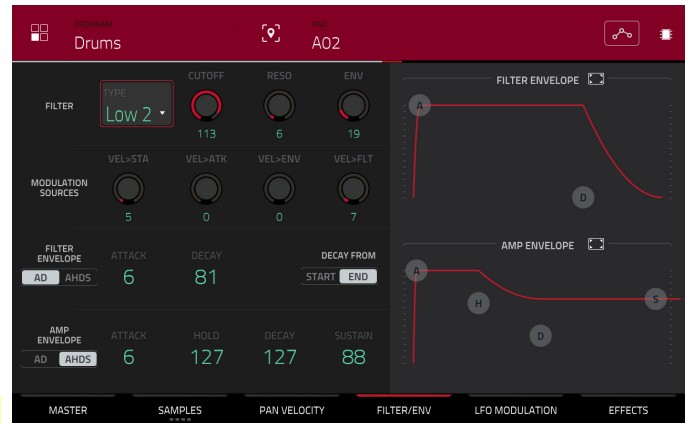 PROGRAM
Drums
PAD
A02
FILTER
TYPE
Low 2
CUTOFF
RESO
ENV
113
6
19
MODULATION
SOURCES
VEL>STA
VEL>ATK
VEL>ENV
VEL>FLT
5
0
0
7
FILTER
ENVELOPE
AD
AHDS
ATTACK
6
DECAY
81
DECAY FROM
START
END
AMP
ENVELOPE
AD
AHDS
ATTACK
6
HOLD
127
DECAY
127
SUSTAIN
88
FILTER ENVELOPE
A
D
AMP ENVELOPE
A
H
D
S
MASTER
SAMPLES
PAN VELOCITY
FILTER/ENV
LFO MODULATION
EFFECTS